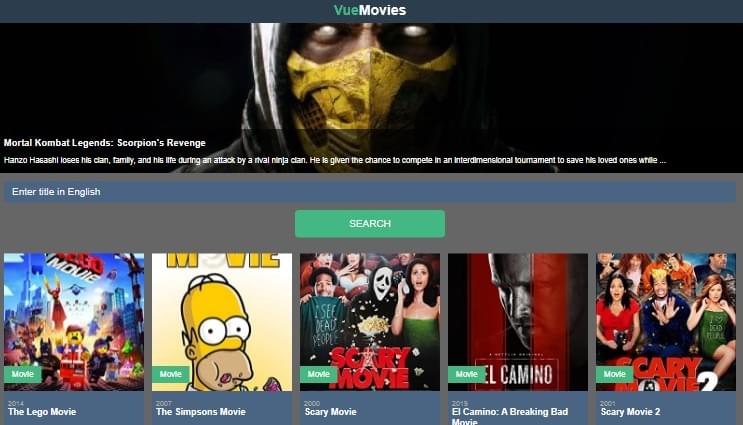 VueMovies
Mortal Kombat Legends: Scorpion's Revenge
Hanzo Hasashi loses his clan, family, and his life during an attack by a rival ninja clan. He is given the chance to compete in an interdimensional tournament to save his loved ones while ...
Enter title in English
SEARCH
LEGO
MOVIE
Movie
2014
The Lego Movie
MOVIE
Movie
2007
The Simpsons Movie
I SEE
DEAD
PEOPLE
SCARY
MOVIE
Movie
2000
Scary Movie
A NETFLIX ORIGINAL
EL CAMINO
Movie
2019
El Camino: A Breaking Bad
Movie
SCARY
MOVIE 2
Movie
2001
Scary Movie 2